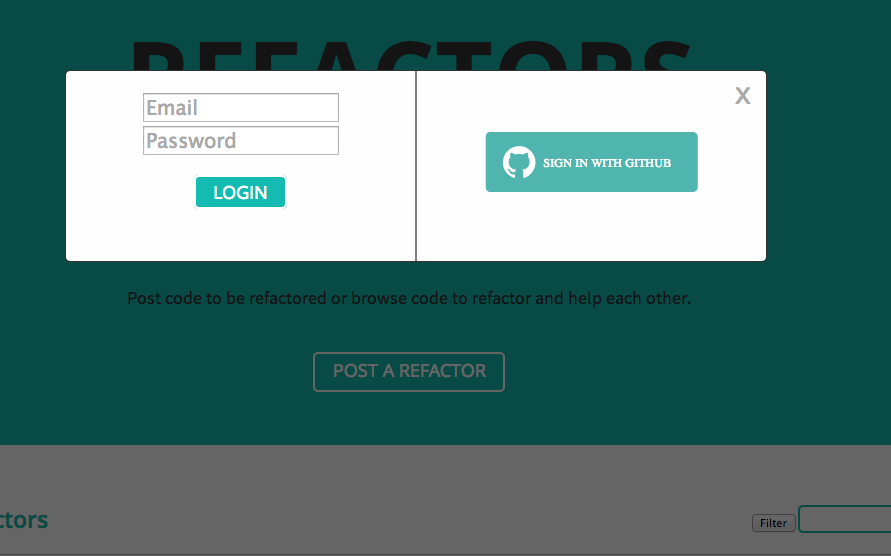 REFACTORS
Email
Password
LOGIN
X
SIGN IN WITH GITHUB
Post code to be refactored or browse code to refactor and help each other.
POST A REFACTOR
ctors
Filter